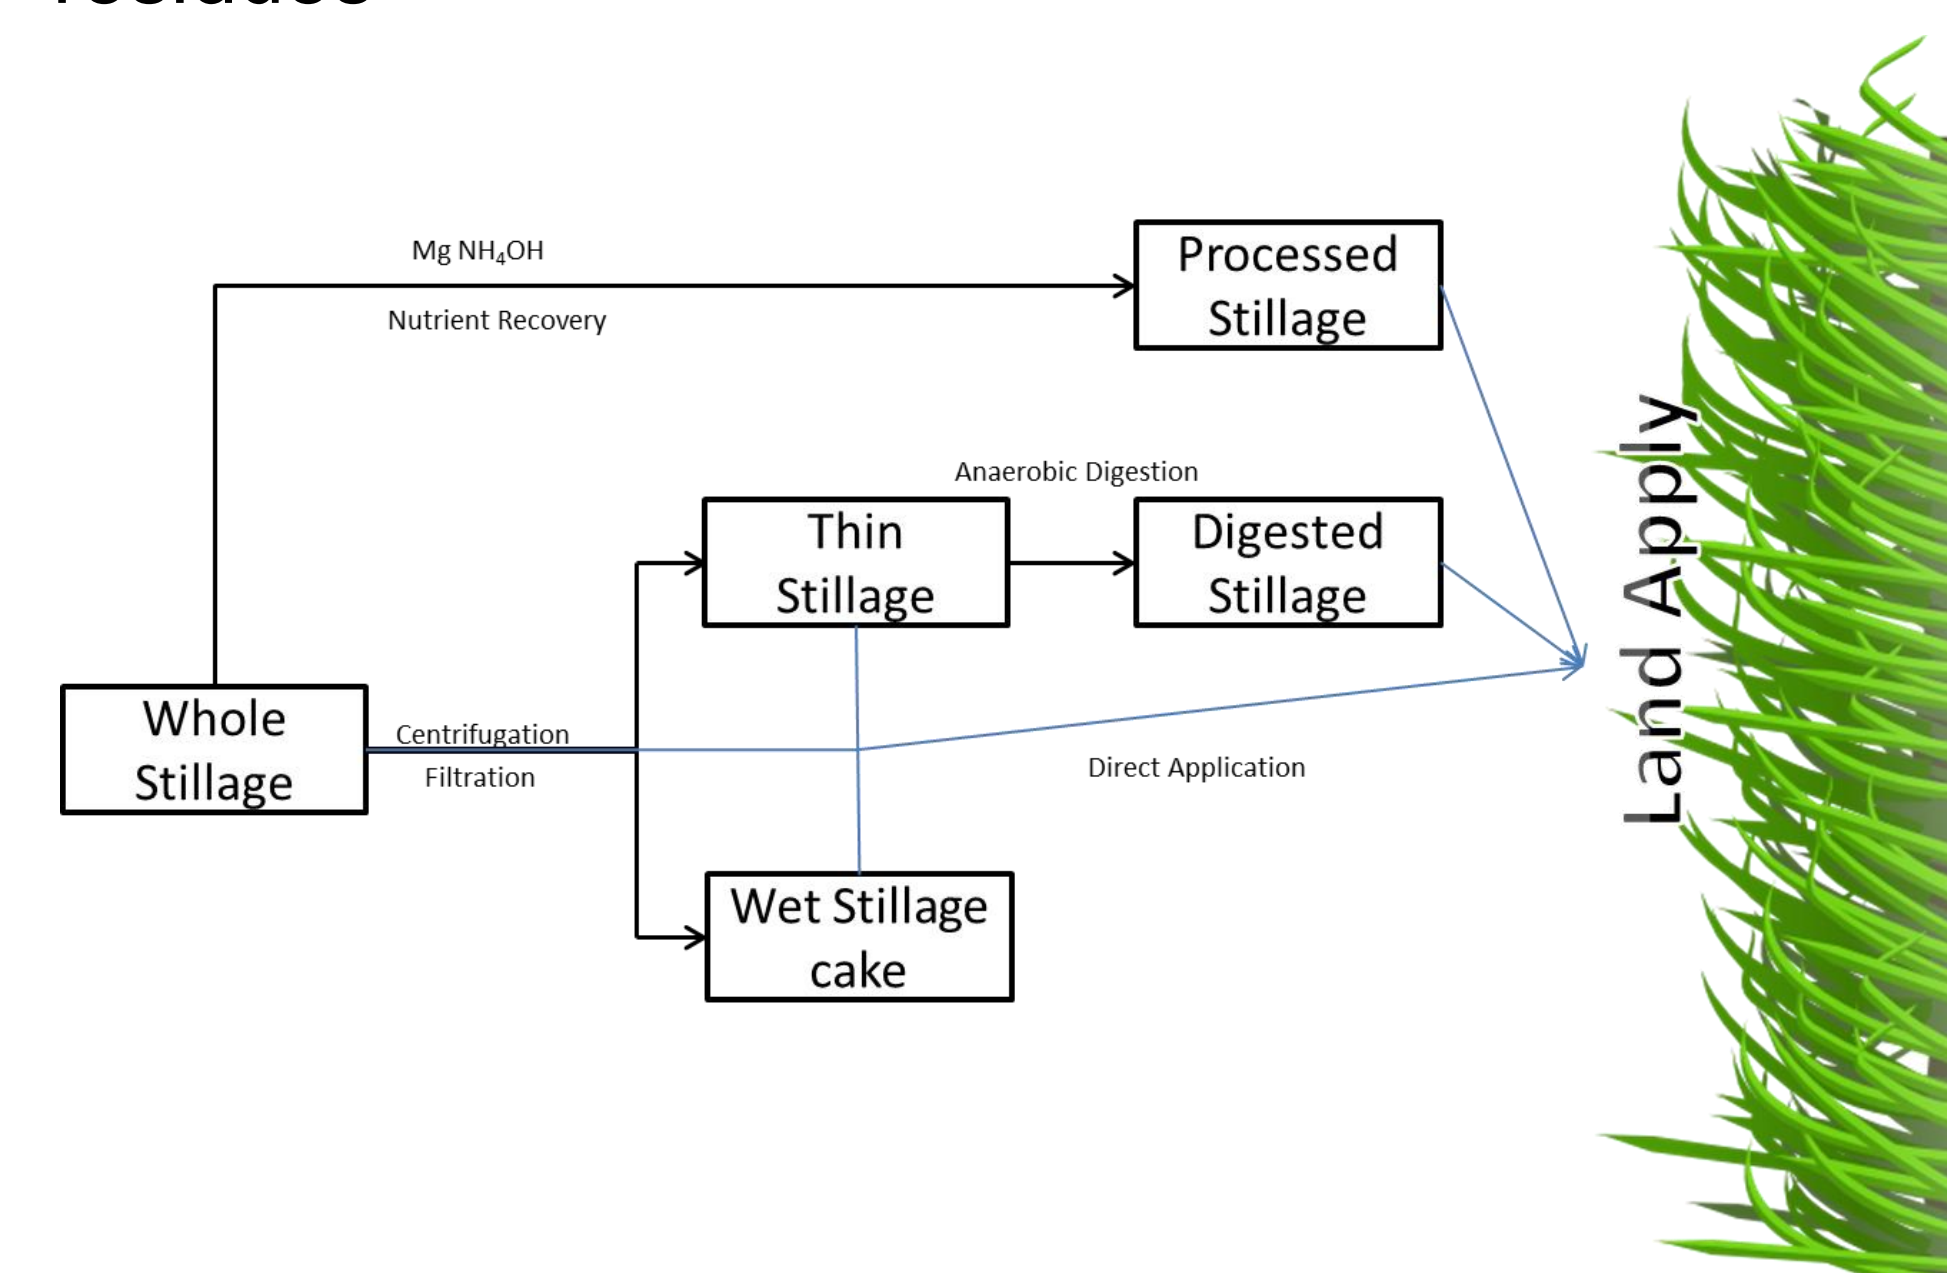 Mg NH₄OH
Nutrient Recovery
Processed
Stillage
Anaerobic Digestion
Thin
Stillage
Digested
Stillage
Whole
Stillage
Centrifugation
Filtration
Direct Application
Wet Stillage
cake
Land Apply